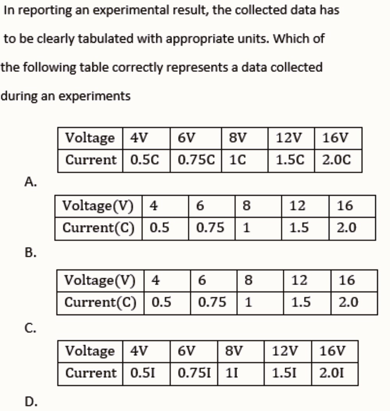 In reporting an experimental result, the collected data has
to be clearly tabulated with appropriate units. Which of
the following table correctly represents a data collected
during an experiments
Voltage 4V 6V 8V 12V 16V
Current 0.5C 0.75C 1C 1.5C 2.0C
A.
Voltage(V) 4 6 8 12 16
Current(C) 0.5 0.75 1 1.5 2.0
B.
Voltage(V) 4 6 8 12 16
Current(C) 0.5 0.75 1 1.5 2.0
C.
Voltage 4V 6V 8V 12V 16V
Current 0.5I 0.75I 1I 1.5I 2.0I
D.